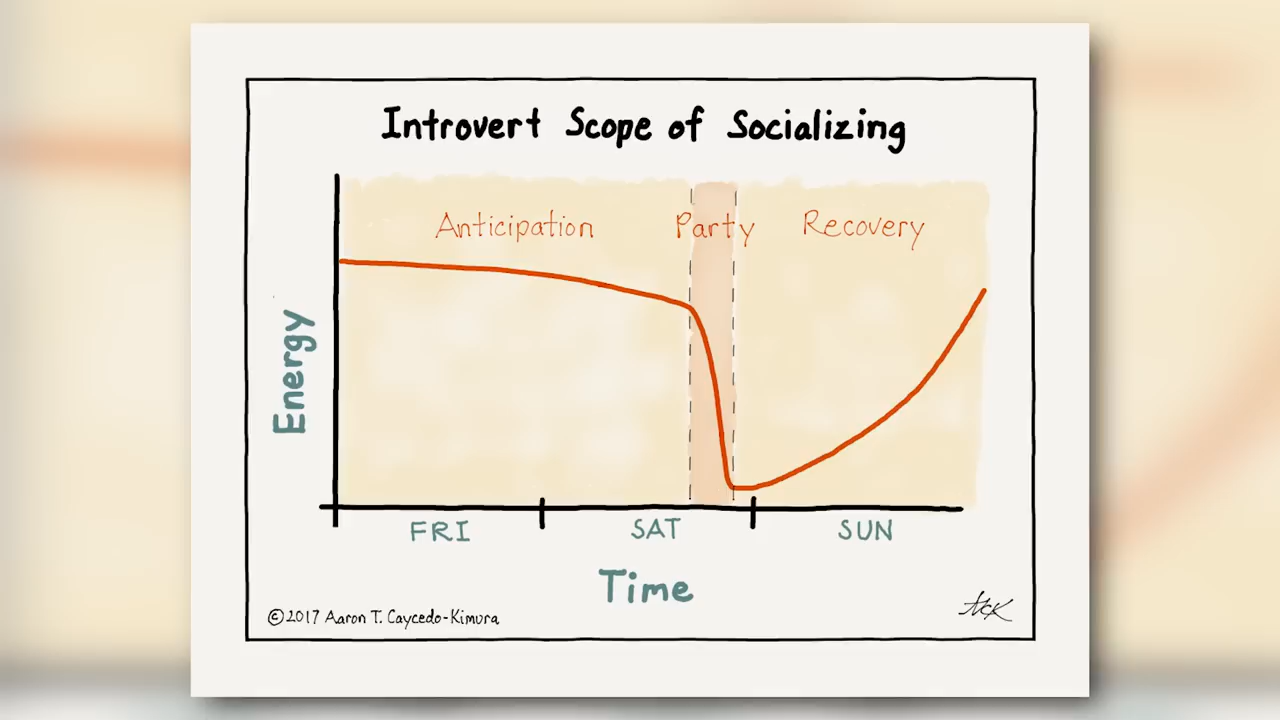 Introvert Scope of Socializing
Anticipation Party Recovery
Energy
FRI SAT SUN
Time
©2017 Aaron T. Caycedo-Kimura
ATCK